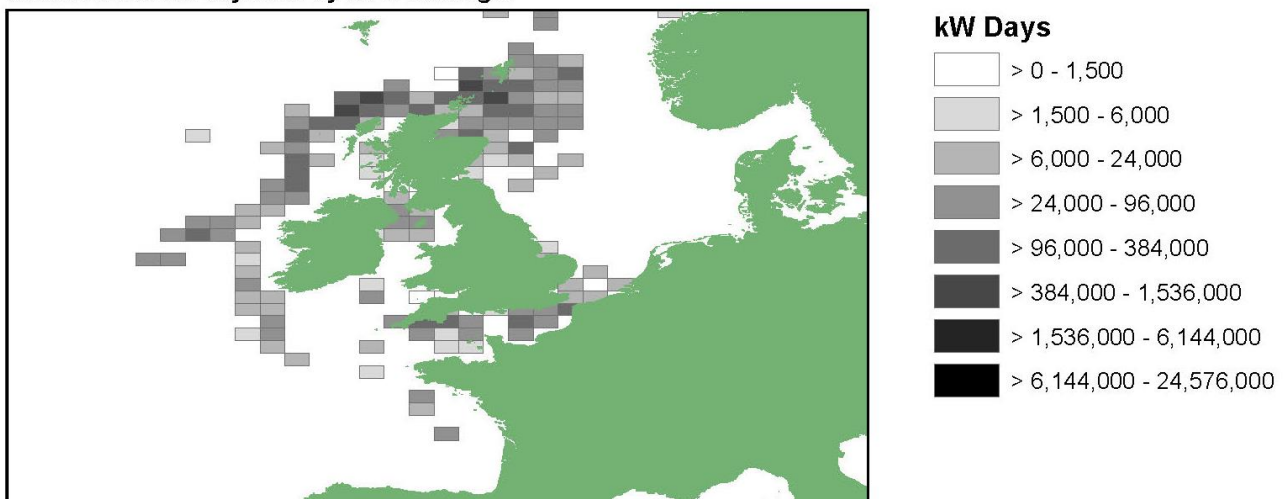 kW Days
> 0 - 1,500
> 1,500 - 6,000
> 6,000 - 24,000
> 24,000 - 96,000
> 96,000 - 384,000
> 384,000 - 1,536,000
> 1,536,000 - 6,144,000
> 6,144,000 - 24,576,000